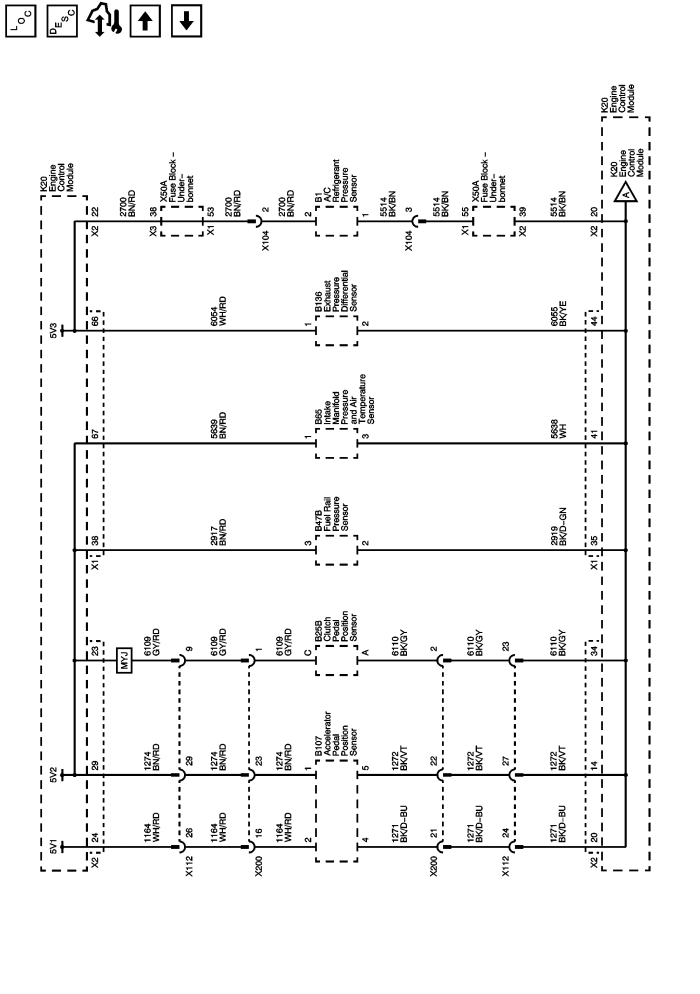 LOC
DESC
K20
Engine
Control
Module
5V1
5V2
5V3
X2
24
29
23
X1
38
67
66
X2
22
1164
WH/RD
1274
BN/RD
MYJ
6109
GY/RD
2917
BN/RD
5639
BN/RD
6054
WH/RD
2700
BN/RD
X3
38
X50A
Fuse Block –
Under–
bonnet
X1
53
X112
26
29
9
1164
WH/RD
1274
BN/RD
6109
GY/RD
2700
BN/RD
X200
16
23
1
X104
2
1164
WH/RD
1274
BN/RD
6109
GY/RD
2700
BN/RD
2
1
C
3
1
1
2
B107
Accelerator
Pedal
Position
Sensor
B25B
Clutch
Pedal
Position
Sensor
B47B
Fuel Rail
Pressure
Sensor
B65
Intake
Manifold
Pressure
and Air
Temperature
Sensor
B136
Exhaust
Pressure
Differential
Sensor
B1
A/C
Refrigerant
Pressure
Sensor
4
5
A
2
3
2
1
1271
BK/D–BU
1272
BK/VT
6110
BK/GY
5514
BK/BN
X200
21
22
2
X104
3
1271
BK/D–BU
1272
BK/VT
6110
BK/GY
5514
BK/BN
X1
55
X50A
Fuse Block –
Under–
bonnet
X2
39
X112
24
27
23
1271
BK/D–BU
1272
BK/VT
6110
BK/GY
2919
BK/D–GN
5638
WH
6055
BK/YE
5514
BK/BN
X2
20
14
34
X1
35
41
44
X2
20
A
K20
Engine
Control
Module
K20
Engine
Control
Module